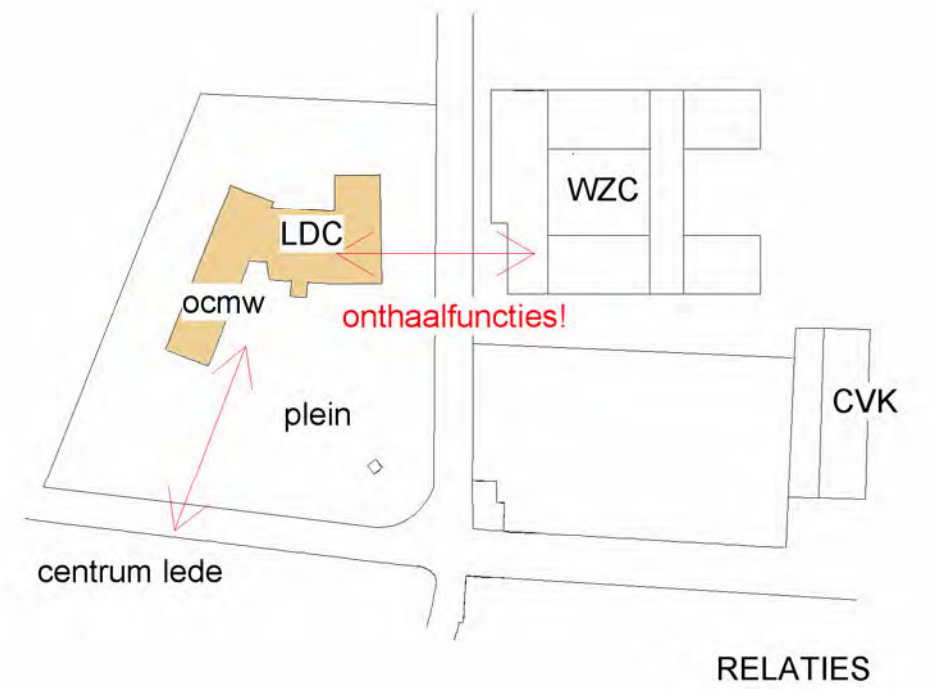 WZC
LDC
ocmw
onthaalfuncties!
CVK
plein
centrum lede
RELATIES